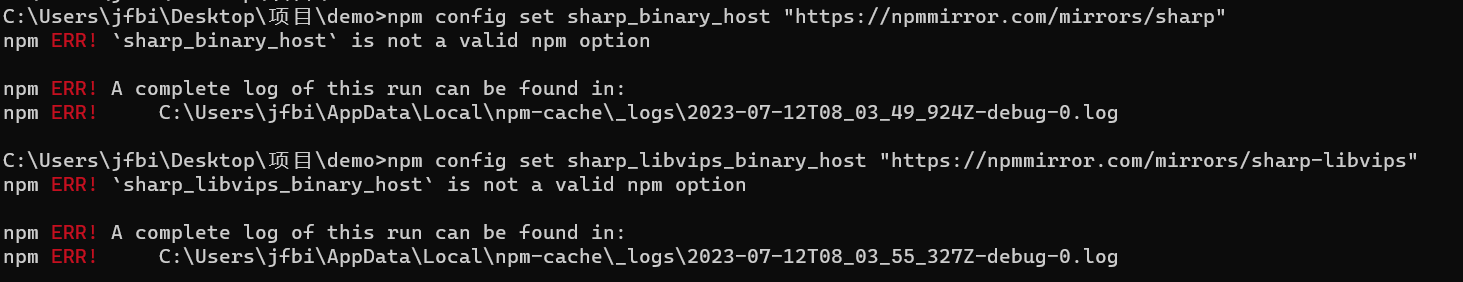 C:\Users\jfbi\Desktop\项目\demo>npm config set sharp_binary_host "https://npmmirror.com/mirrors/sharp"
npm ERR! `sharp_binary_host` is not a valid npm option
npm ERR! A complete log of this run can be found in:
npm ERR!     C:\Users\jfbi\AppData\Local\npm-cache\_logs\2023-07-12T08_03_49_924Z-debug-0.log
C:\Users\jfbi\Desktop\项目\demo>npm config set sharp_libvips_binary_host "https://npmmirror.com/mirrors/sharp-libvips"
npm ERR! `sharp_libvips_binary_host` is not a valid npm option
npm ERR! A complete log of this run can be found in:
npm ERR!     C:\Users\jfbi\AppData\Local\npm-cache\_logs\2023-07-12T08_03_55_327Z-debug-0.log